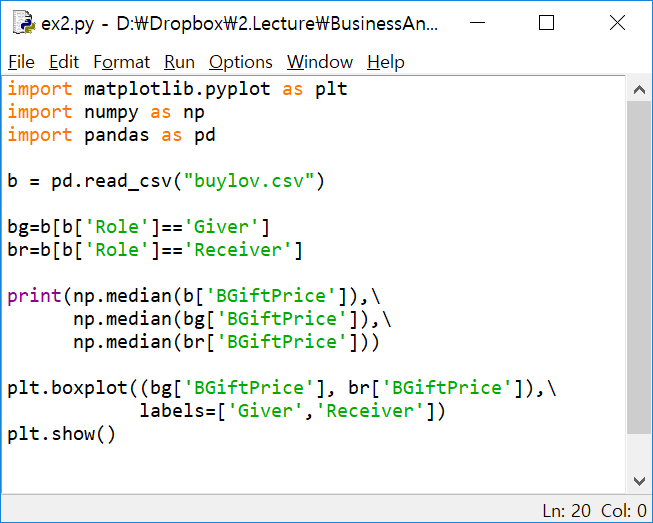 ex2.py - D:₩Dropbox₩2.Lecture₩BusinessAn...
File Edit Format Run Options Window Help
import matplotlib.pyplot as plt
import numpy as np
import pandas as pd
b = pd.read_csv("buylov.csv")
bg=b[b['Role']=='Giver']
br=b[b['Role']=='Receiver']
print(np.median(b['BGiftPrice']),\
      np.median(bg['BGiftPrice']),\
      np.median(br['BGiftPrice']))
plt.boxplot((bg['BGiftPrice'], br['BGiftPrice']),\
            labels=['Giver','Receiver'])
plt.show()
Ln: 20 Col: 0